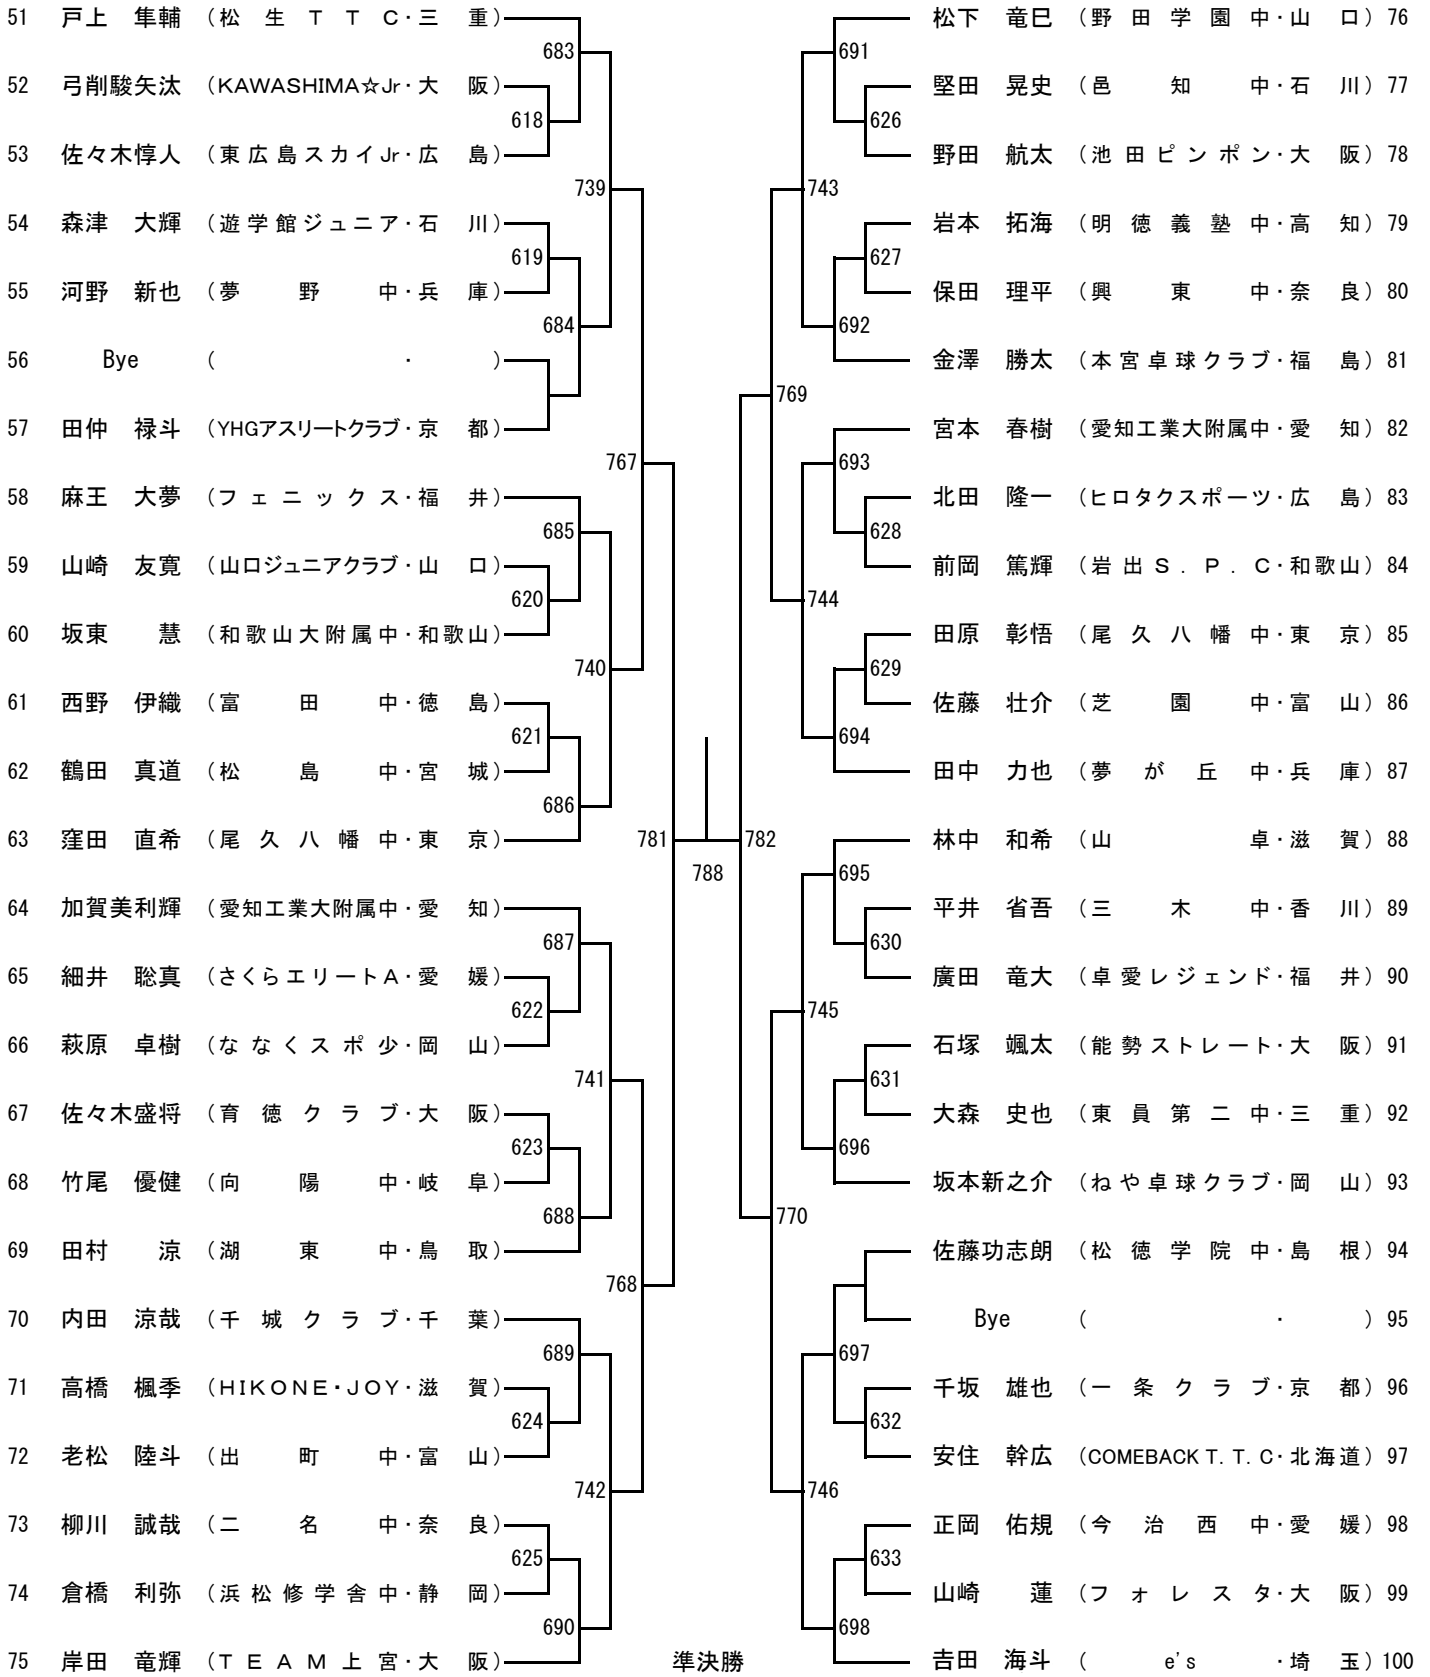 51 戸上 隼輔 (松生TTC・三重)
683
52 弓削駿矢汰 (KAWASHIMA☆Jr・大阪)
618
53 佐々木惇人 (東広島スカイJr・広島)
739
54 森津 大輝 (遊学館ジュニア・石川)
619
55 河野 新也 (夢野中・兵庫)
684
56 Bye ( ・ )
57 田仲 禄斗 (YHGアスリートクラブ・京都)
767
58 麻王 大夢 (フェニックス・福井)
685
59 山崎 友寛 (山口ジュニアクラブ・山口)
620
60 坂東 慧 (和歌山大附属中・和歌山)
740
61 西野 伊織 (富田中・徳島)
621
62 鶴田 真道 (松島中・宮城)
686
63 窪田 直希 (尾久八幡中・東京)
781
788
64 加賀美利輝 (愛知工業大附属中・愛知)
687
65 細井 聡真 (さくらエリートA・愛媛)
622
66 萩原 卓樹 (ななくスポ少・岡山)
741
67 佐々木盛将 (育徳クラブ・大阪)
623
68 竹尾 優健 (向陽中・岐阜)
688
69 田村 涼 (湖東中・鳥取)
768
70 内田 涼哉 (千城クラブ・千葉)
689
71 高橋 楓季 (HIKONE・JOY・滋賀)
624
72 老松 陸斗 (出町中・富山)
742
73 柳川 誠哉 (二名中・奈良)
625
74 倉橋 利弥 (浜松修学舎中・静岡)
690
75 岸田 竜輝 (TEAM上宮・大阪)
準決勝
松下 竜巳 (野田学園中・山口) 76
691
堅田 晃史 (邑知中・石川) 77
626
野田 航太 (池田ピンポン・大阪) 78
743
岩本 拓海 (明徳義塾中・高知) 79
627
保田 理平 (興東中・奈良) 80
692
金澤 勝太 (本宮卓球クラブ・福島) 81
769
宮本 春樹 (愛知工業大附属中・愛知) 82
693
北田 隆一 (ヒロタクスポーツ・広島) 83
628
前岡 篤輝 (岩出S.P.C・和歌山) 84
744
田原 彰悟 (尾久八幡中・東京) 85
629
佐藤 壮介 (芝園中・富山) 86
694
田中 力也 (夢が丘中・兵庫) 87
782
林中 和希 (山卓・滋賀) 88
695
平井 省吾 (三木中・香川) 89
630
廣田 竜大 (卓愛レジェンド・福井) 90
745
石塚 颯太 (能勢ストレート・大阪) 91
631
大森 史也 (東員第二中・三重) 92
696
坂本新之介 (ねや卓球クラブ・岡山) 93
770
佐藤功志朗 (松徳学院中・島根) 94
Bye ( ・ ) 95
697
千坂 雄也 (一条クラブ・京都) 96
632
安住 幹広 (COMEBACK T.T.C・北海道) 97
746
正岡 佑規 (今治西中・愛媛) 98
633
山崎 蓮 (フォレスタ・大阪) 99
698
吉田 海斗 (e's・埼玉) 100